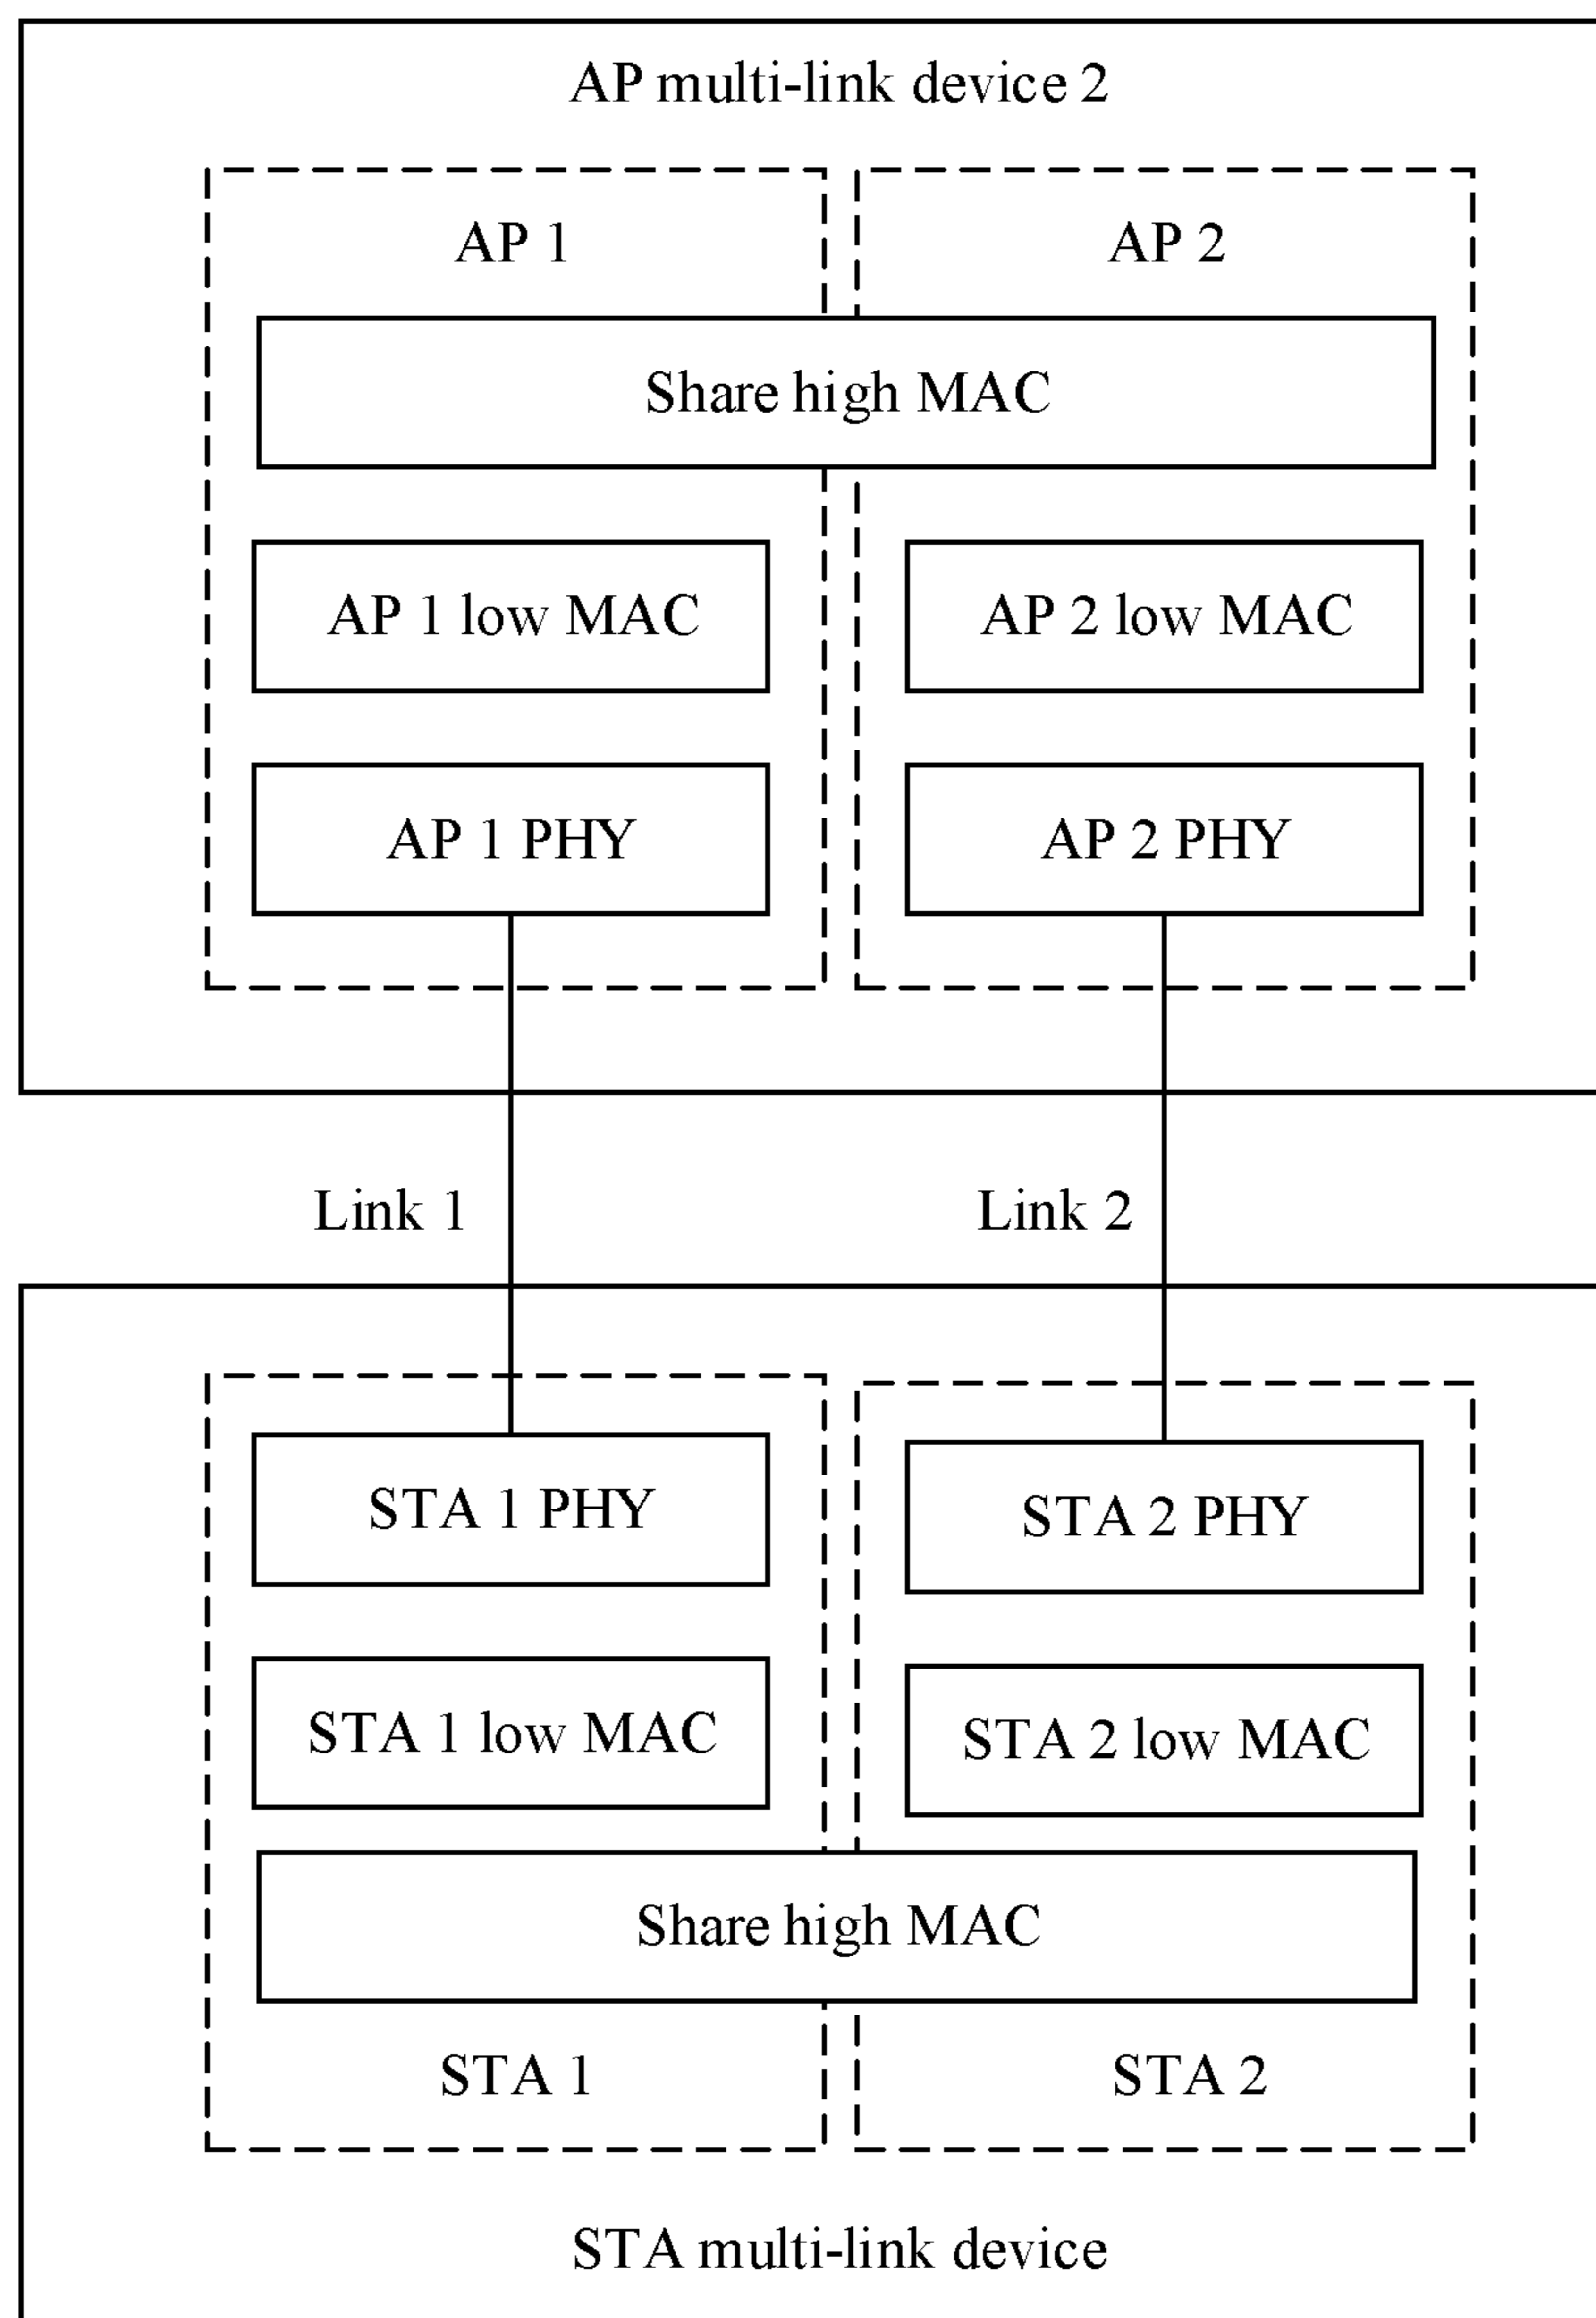 AP multi-link device 2
AP 1
AP 2
Share high MAC
AP 1 low MAC
AP 2 low MAC
AP 1 PHY
AP 2 PHY
Link 1
Link 2
STA 1 PHY
STA 2 PHY
STA 1 low MAC
STA 2 low MAC
Share high MAC
STA 1
STA 2
STA multi-link device